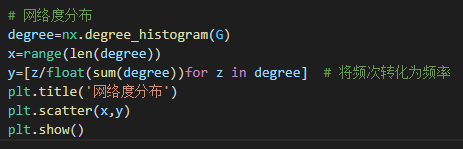 # 网络度分布
degree=nx.degree_histogram(G)
x=range(len(degree))
y=[z/float(sum(degree))for z in degree]  # 将频次转化为频率
plt.title('网络度分布')
plt.scatter(x,y)
plt.show()